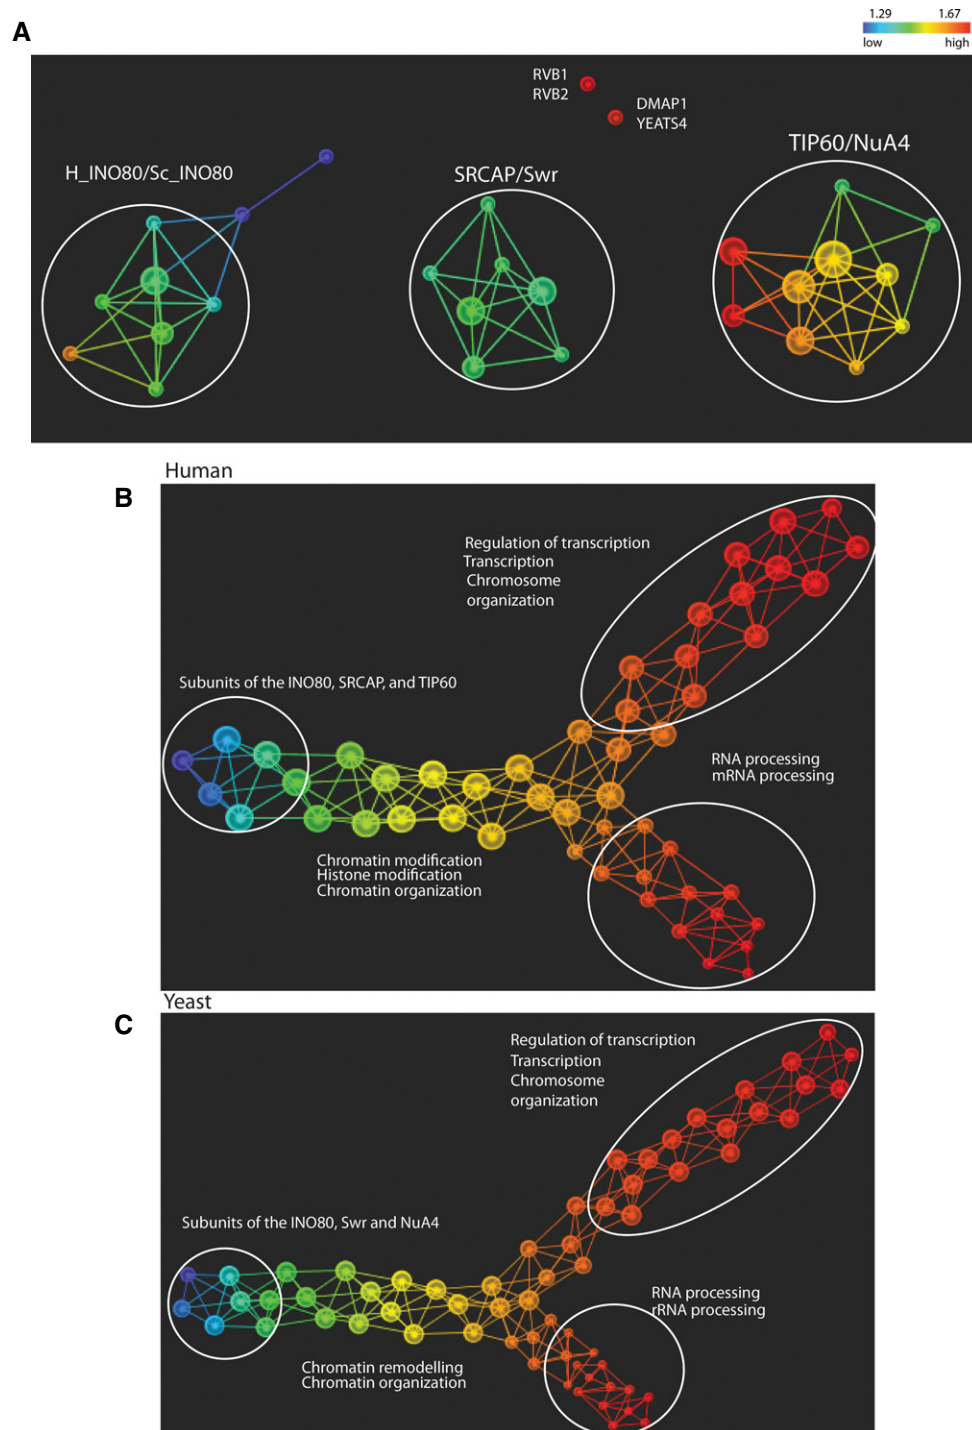 A
1.29 1.67
low high
RVB1
RVB2
DMAP1
YEATS4
H_INO80/Sc_INO80
SRCAP/Swr
TIP60/NuA4
Human
B
Regulation of transcription
Transcription
Chromosome
organization
Subunits of the INO80, SRCAP, and TIP60
RNA processing
mRNA processing
Chromatin modification
Histone modification
Chromatin organization
Yeast
C
Regulation of transcription
Transcription
Chromosome
organization
Subunits of the INO80, Swr and NuA4
RNA processing
rRNA processing
Chromatin remodelling
Chromatin organization